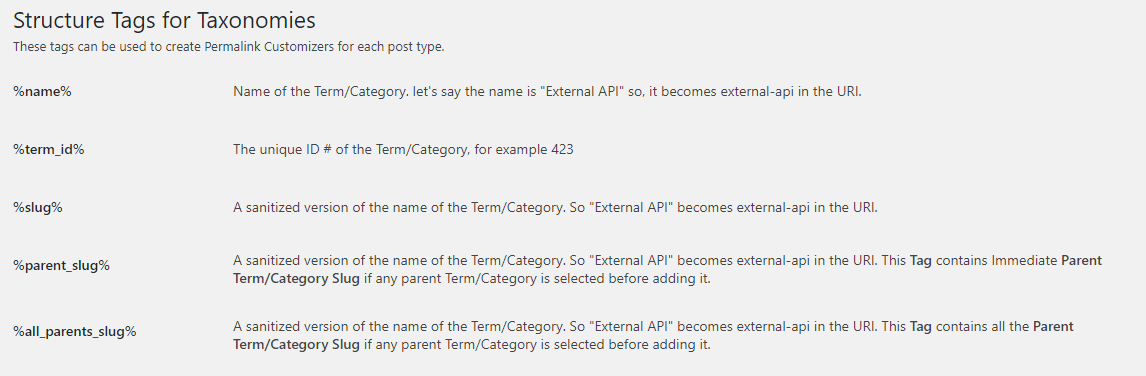 Structure Tags for Taxonomies
These tags can be used to create Permalink Customizers for each post type.
%name% Name of the Term/Category. let's say the name is "External API" so, it becomes external-api in the URI.
%term_id% The unique ID # of the Term/Category, for example 423
%slug% A sanitized version of the name of the Term/Category. So "External API" becomes external-api in the URI.
%parent_slug% A sanitized version of the name of the Term/Category. So "External API" becomes external-api in the URI. This Tag contains Immediate Parent
Term/Category Slug if any parent Term/Category is selected before adding it.
%all_parents_slug% A sanitized version of the name of the Term/Category. So "External API" becomes external-api in the URI. This Tag contains all the Parent
Term/Category Slug if any parent Term/Category is selected before adding it.